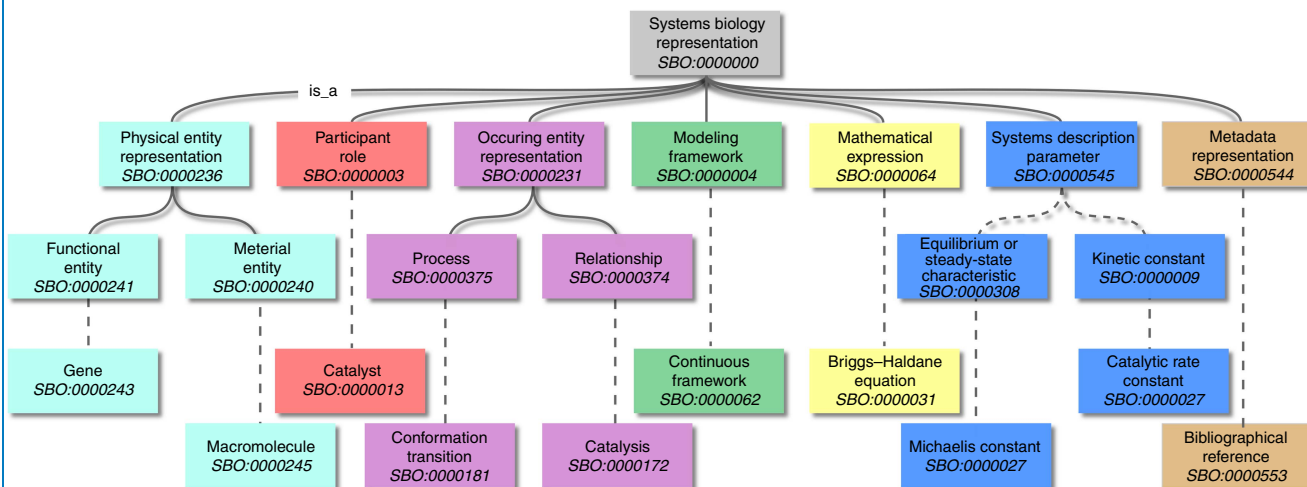 Systems biology
representation
SBO:0000000
is_a
Physical entity
representation
SBO:0000236
Participant
role
SBO:0000003
Occuring entity
representation
SBO:0000231
Modeling
framework
SBO:0000004
Mathematical
expression
SBO:0000064
Systems description
parameter
SBO:0000545
Metadata
representation
SBO:0000544
Functional
entity
SBO:0000241
Meterial
entity
SBO:0000240
Process
SBO:0000375
Relationship
SBO:0000374
Equilibrium or
steady-state
characteristic
SBO:0000308
Kinetic constant
SBO:0000009
Gene
SBO:0000243
Catalyst
SBO:0000013
Continuous
framework
SBO:0000062
Briggs–Haldane
equation
SBO:0000031
Catalytic rate
constant
SBO:0000027
Macromolecule
SBO:0000245
Conformation
transition
SBO:0000181
Catalysis
SBO:0000172
Michaelis constant
SBO:0000027
Bibliographical
reference
SBO:0000553